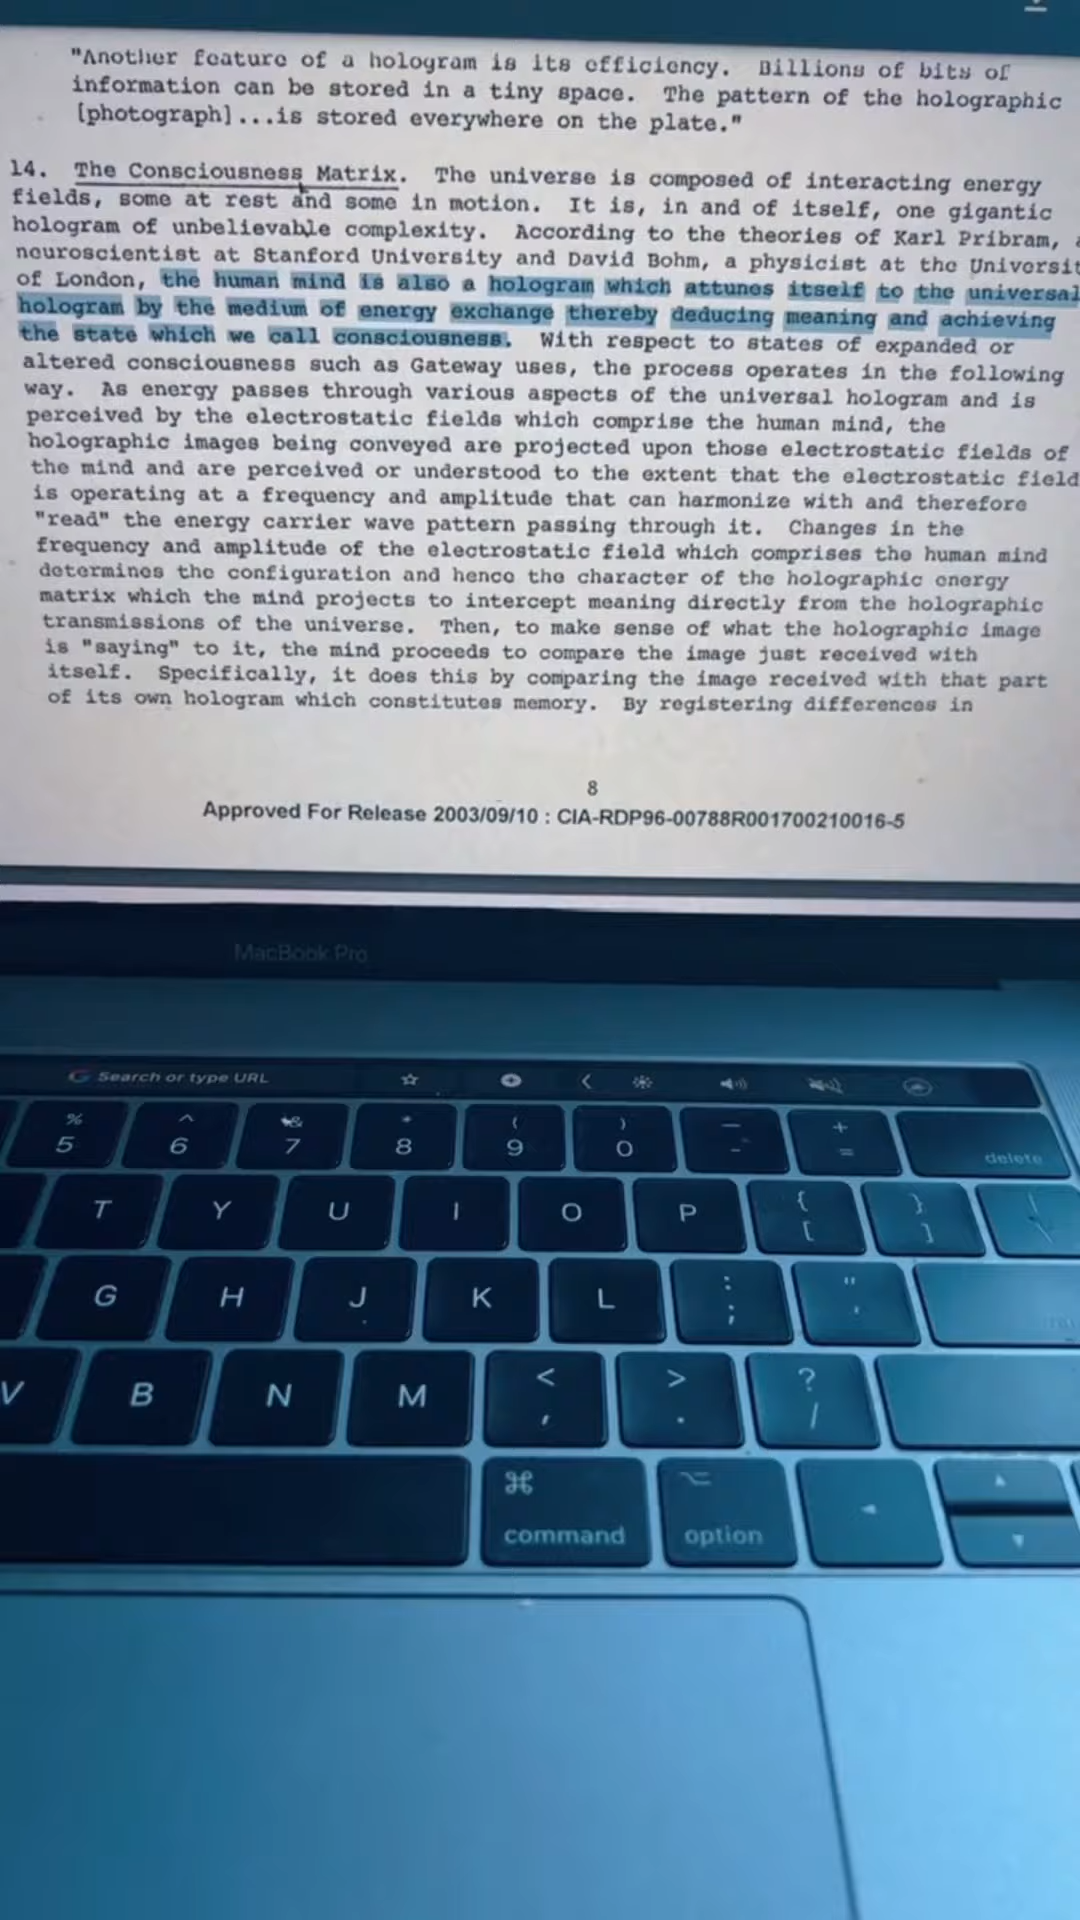 "Another feature of a hologram is its efficiency. Billions of bits of
information can be stored in a tiny space. The pattern of the holographic
[photograph]...is stored everywhere on the plate."
14. The Consciousness Matrix. The universe is composed of interacting energy
fields, some at rest and some in motion. It is, in and of itself, one gigantic
hologram of unbelievable complexity. According to the theories of Karl Pribram,
neuroscientist at Stanford University and David Bohm, a physicist at the Universit
of London, the human mind is also a hologram which attunes itself to the universal
hologram by the medium of energy exchange thereby deducing meaning and achieving
the state which we call consciousness. With respect to states of expanded or
altered consciousness such as Gateway uses, the process operates in the following
way. As energy passes through various aspects of the universal hologram and is
perceived by the electrostatic fields which comprise the human mind, the
holographic images being conveyed are projected upon those electrostatic fields of
the mind and are perceived or understood to the extent that the electrostatic field
is operating at a frequency and amplitude that can harmonize with and therefore
"read" the energy carrier wave pattern passing through it. Changes in the
frequency and amplitude of the electrostatic field which comprises the human mind
determines the configuration and hence the character of the holographic energy
matrix which the mind projects to intercept meaning directly from the holographic
transmissions of the universe. Then, to make sense of what the holographic image
is "saying" to it, the mind proceeds to compare the image just received with
itself. Specifically, it does this by comparing the image received with that part
of its own hologram which constitutes memory. By registering differences in
8
Approved For Release 2003/09/10 : CIA-RDP96-00788R001700210016-5
MacBook Pro
G Search or type URL
% ^ & * ( ) _ +
5 6 7 8 9 0 - = delete
T Y U I O P { [ } ] | \
G H J K L : ; " '
V B N M < , > . ? /
⌘ ⌥
command option